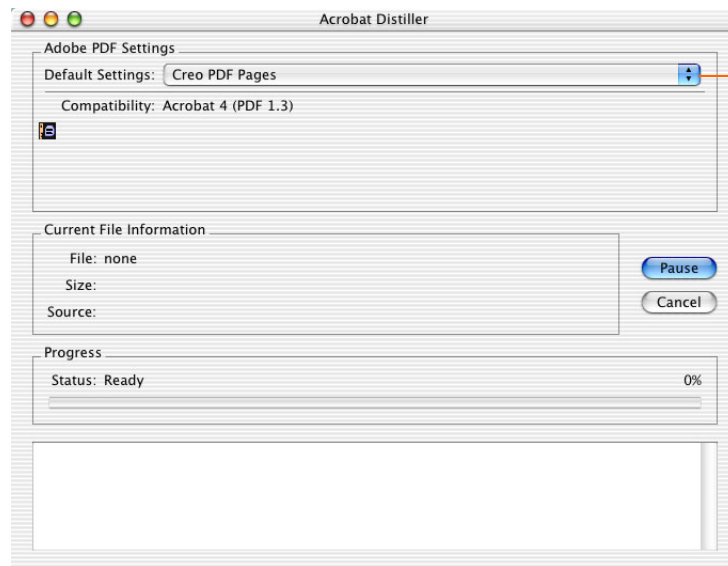 Acrobat Distiller
Adobe PDF Settings
Default Settings: Creo PDF Pages
Compatibility: Acrobat 4 (PDF 1.3)
Current File Information
File: none
Size:
Source:
Pause
Cancel
Progress
Status: Ready 0%